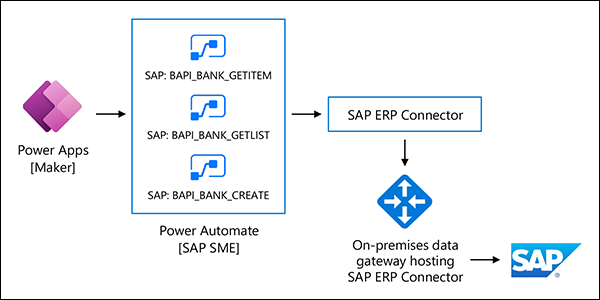 Power Apps
[Maker]
SAP: BAPI_BANK_GETITEM
SAP: BAPI_BANK_GETLIST
SAP: BAPI_BANK_CREATE
Power Automate
[SAP SME]
SAP ERP Connector
On-premises data
gateway hosting
SAP ERP Connector
SAP